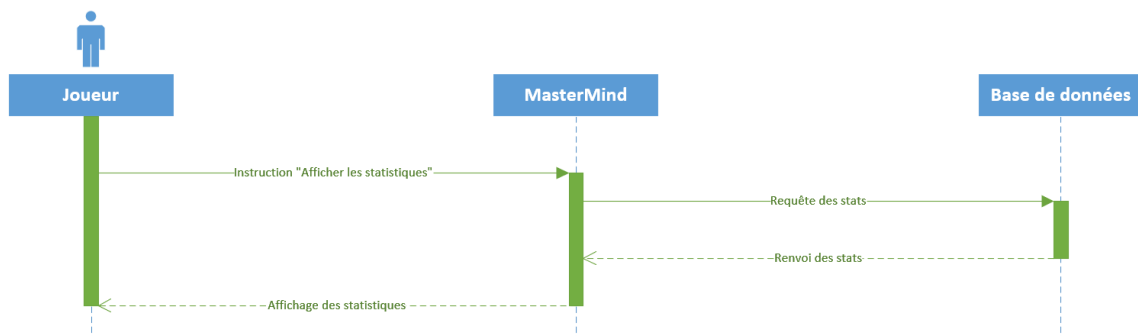 Joueur
MasterMind
Base de données
Instruction "Afficher les statistiques"
Requête des stats
Renvoi des stats
Affichage des statistiques